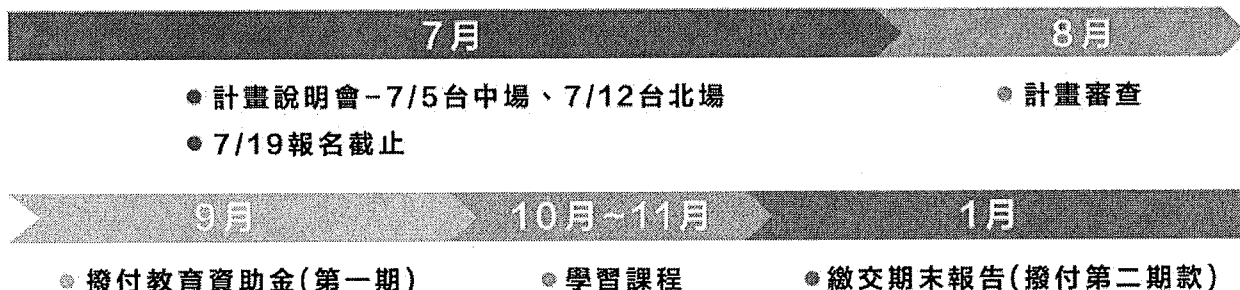 7月 8月
●計畫說明會-7/5台中場、7/12台北場 ●計畫審查
●7/19報名截止
9月 10月~11月 1月
●撥付教育資助金(第一期) ●學習課程 ●繳交期末報告(撥付第二期款)